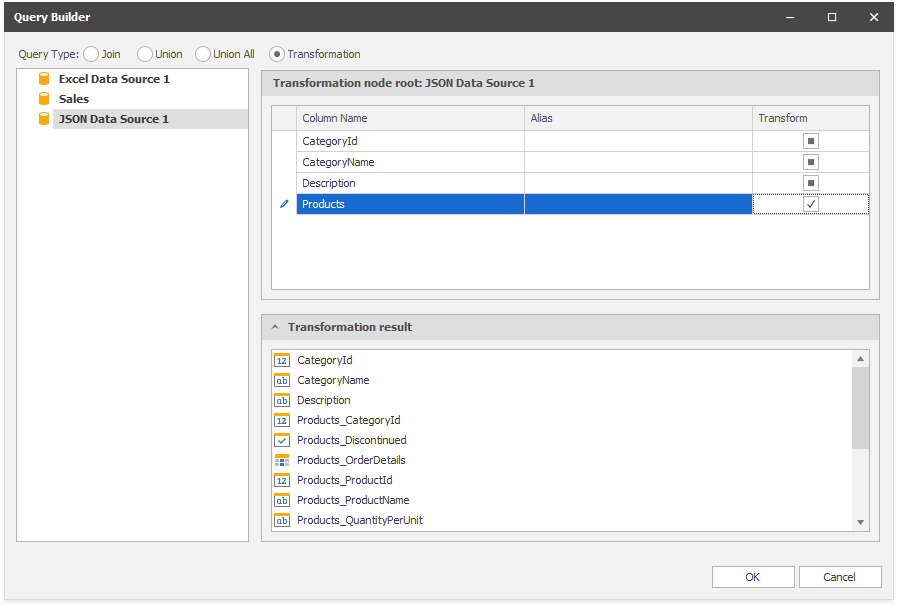 Query Builder
Query Type: Join Union Union All Transformation
Excel Data Source 1
Sales
JSON Data Source 1
Transformation node root: JSON Data Source 1
Column Name Alias Transform
CategoryId
CategoryName
Description
Products
Transformation result
12 CategoryId
ab CategoryName
ab Description
12 Products_CategoryId
Products_Discontinued
Products_OrderDetails
12 Products_ProductId
ab Products_ProductName
ab Products_QuantityPerUnit
OK Cancel